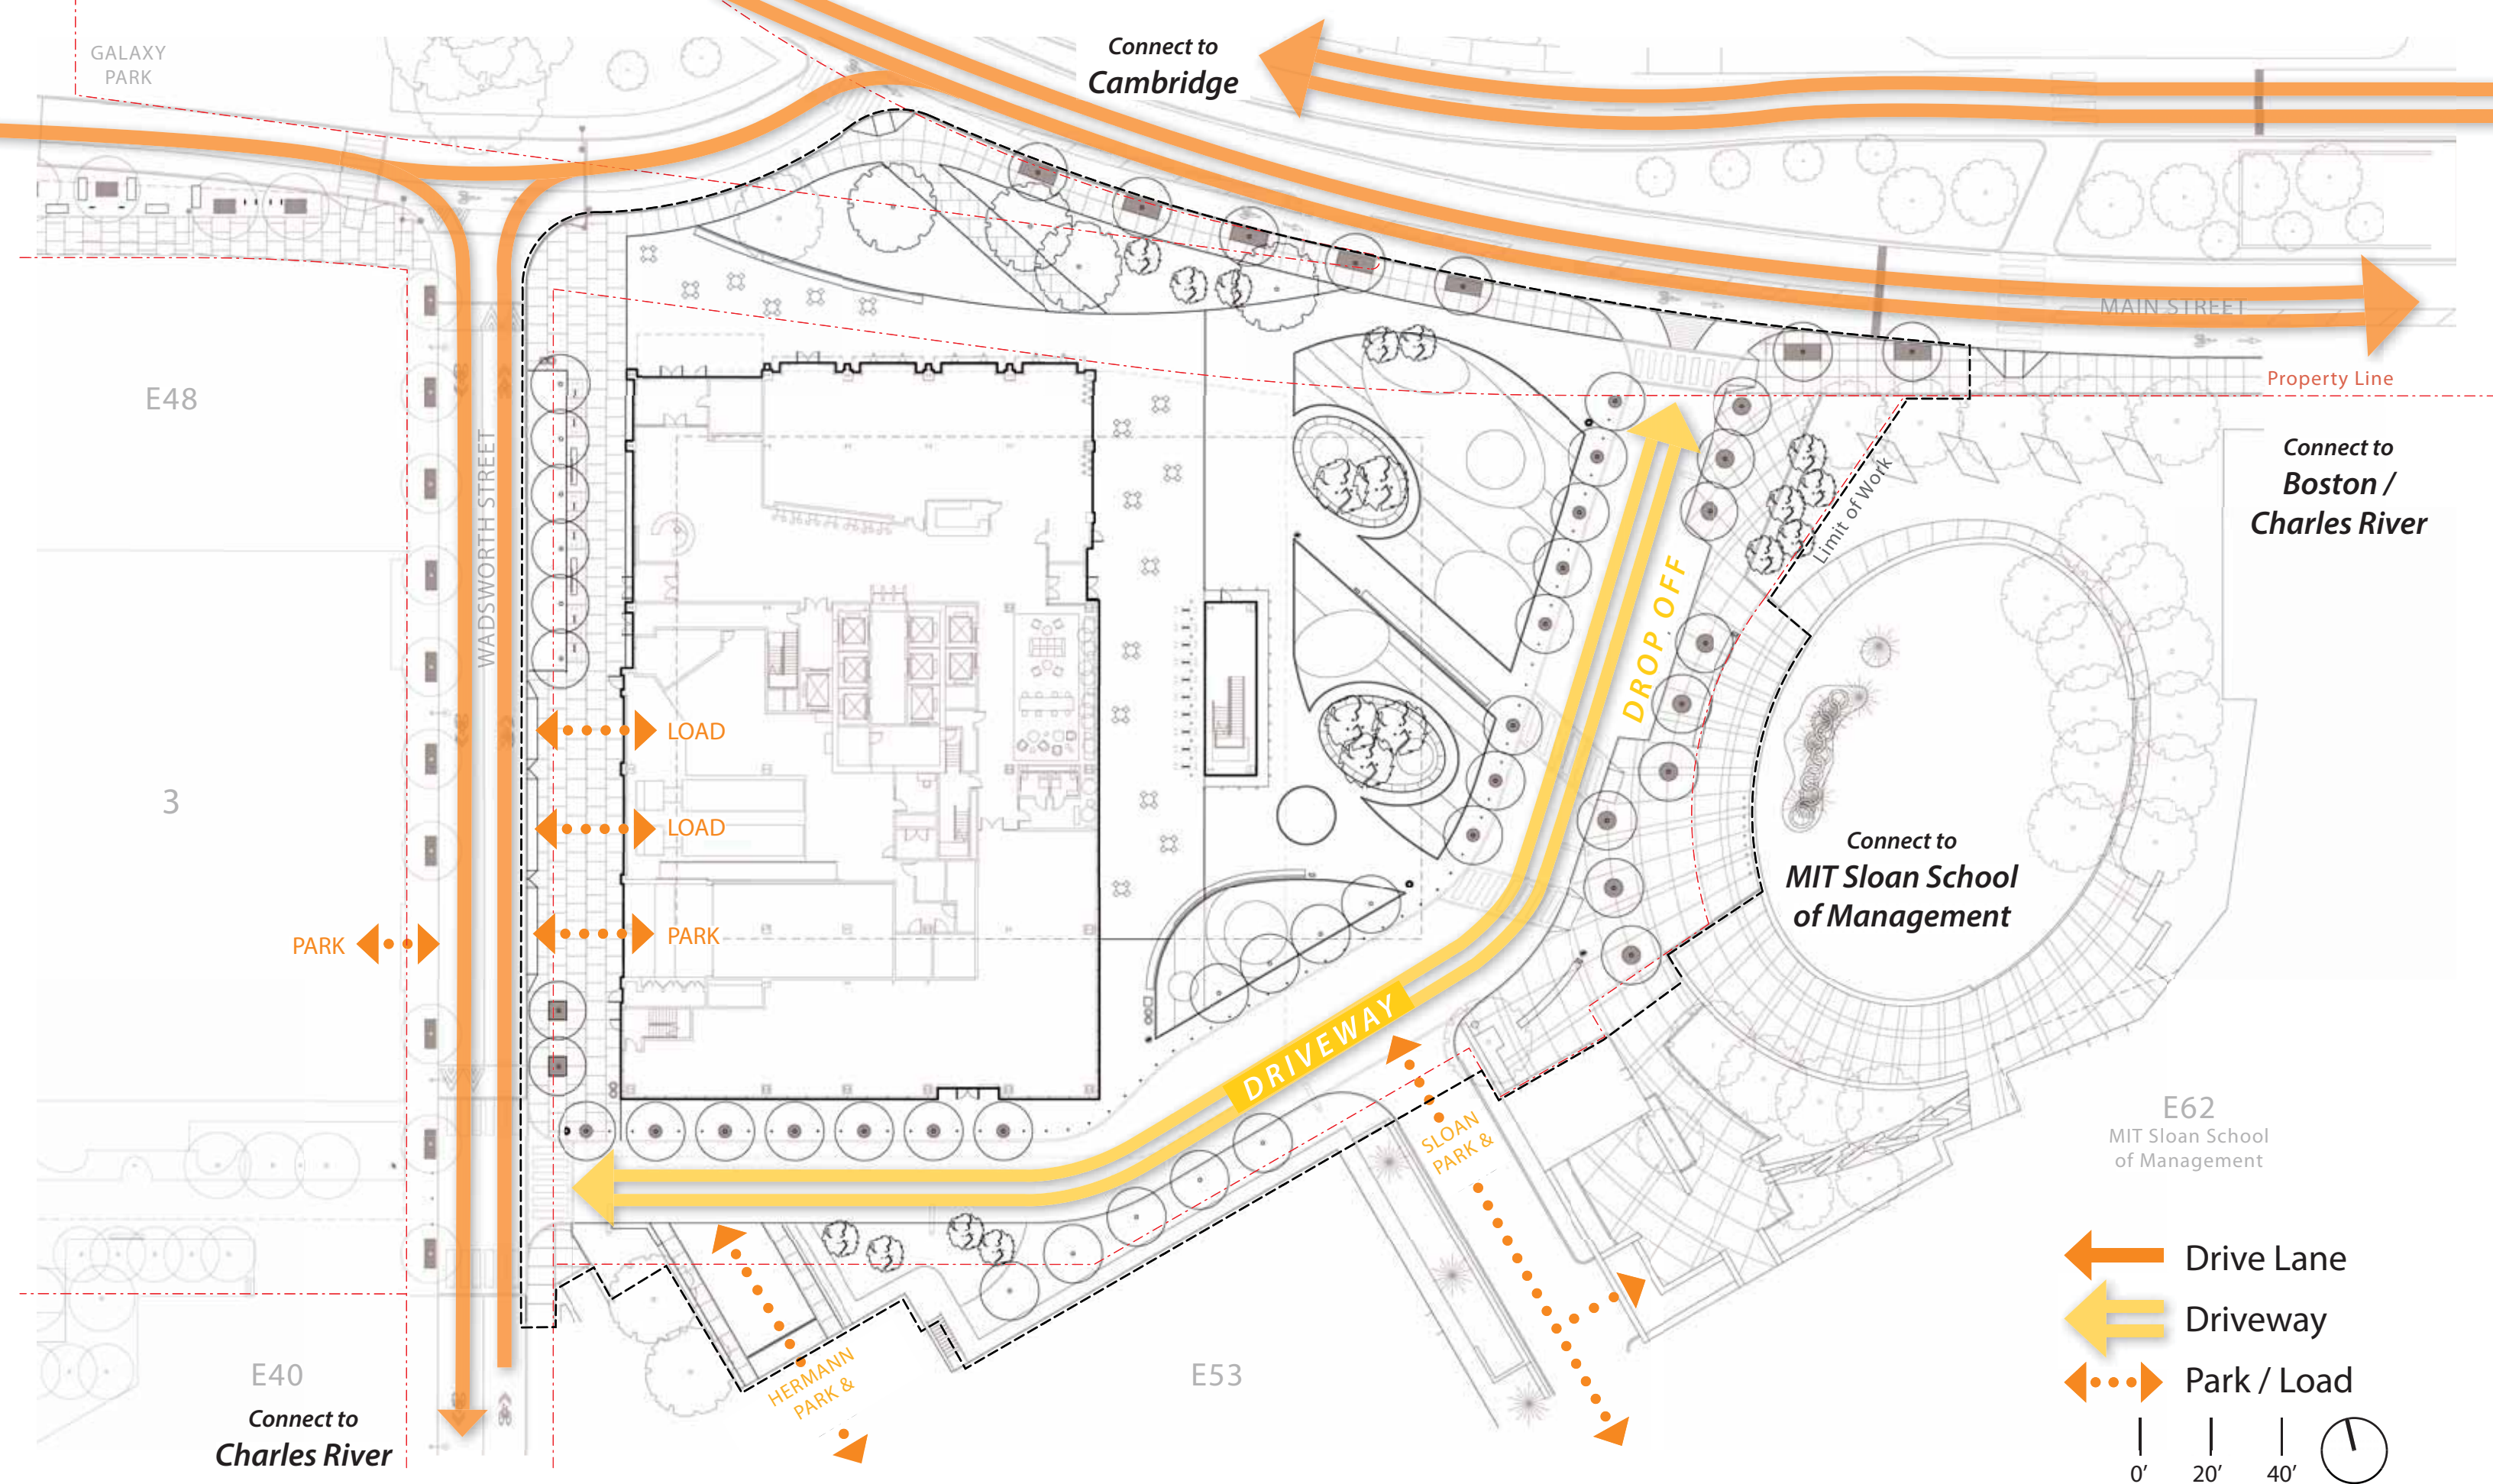 GALAXY
PARK
Connect to
Cambridge
MAIN STREET
Property Line
E48
WADSWORTH STREET
Connect to
Boston /
Charles River
Limit of Work
DROP OFF
LOAD
3
LOAD
Connect to
MIT Sloan School
of Management
PARK
PARK
DRIVEWAY
SLOAN
PARK &
E62
MIT Sloan School
of Management
Drive Lane
Driveway
HERMANN
PARK &
E40
E53
Park / Load
Connect to
Charles River
0’ 20’ 40’